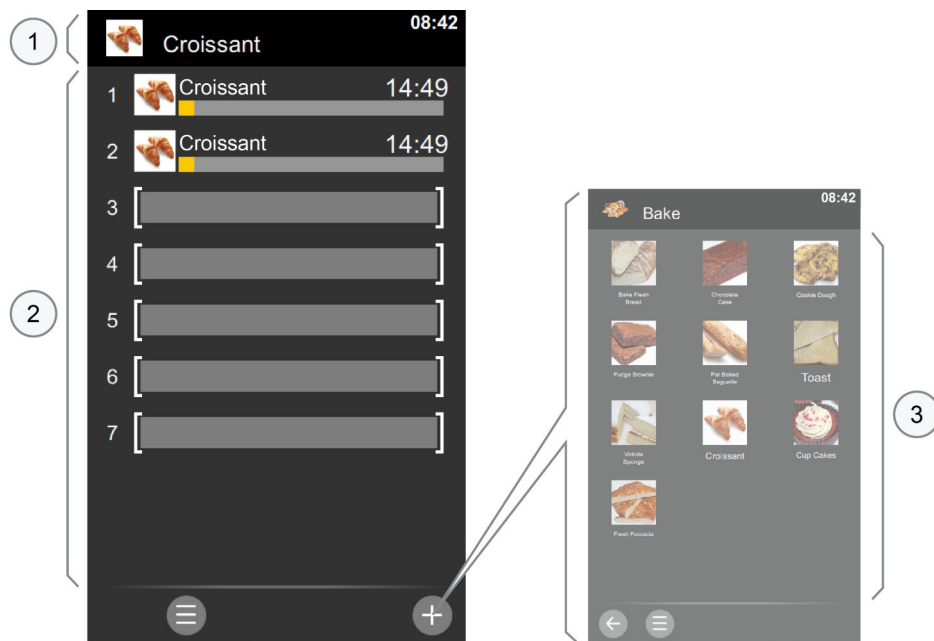 1
08:42
Croissant
2
1 Croissant 14:49
2 Croissant 14:49
3
4
5
6
7
08:42
Bake
3
Bake Fresh
Bread
Chocolate
Cake
Cookie Dough
Fudge Brownie
Par Baked
Baguette
Toast
Victoria
Sponge
Croissant
Cup Cakes
Fresh Foccacia